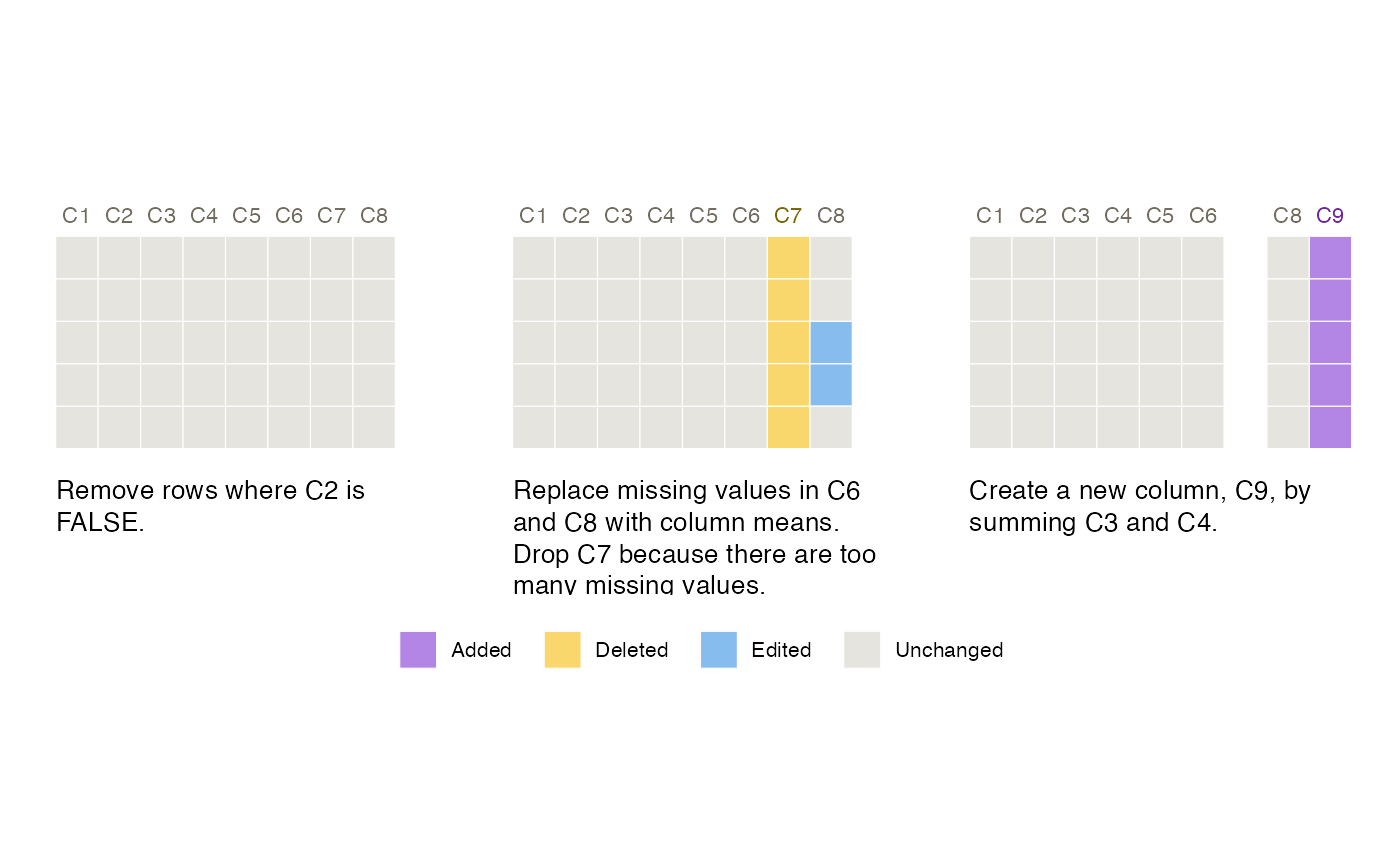 C1 C2 C3 C4 C5 C6 C7 C8
C1 C2 C3 C4 C5 C6 C7 C8
C1 C2 C3 C4 C5 C6 C8 C9
Remove rows where C2 is
FALSE.
Replace missing values in C6
and C8 with column means.
Drop C7 because there are too
many missing values.
Create a new column, C9, by
summing C3 and C4.
Added Deleted Edited Unchanged